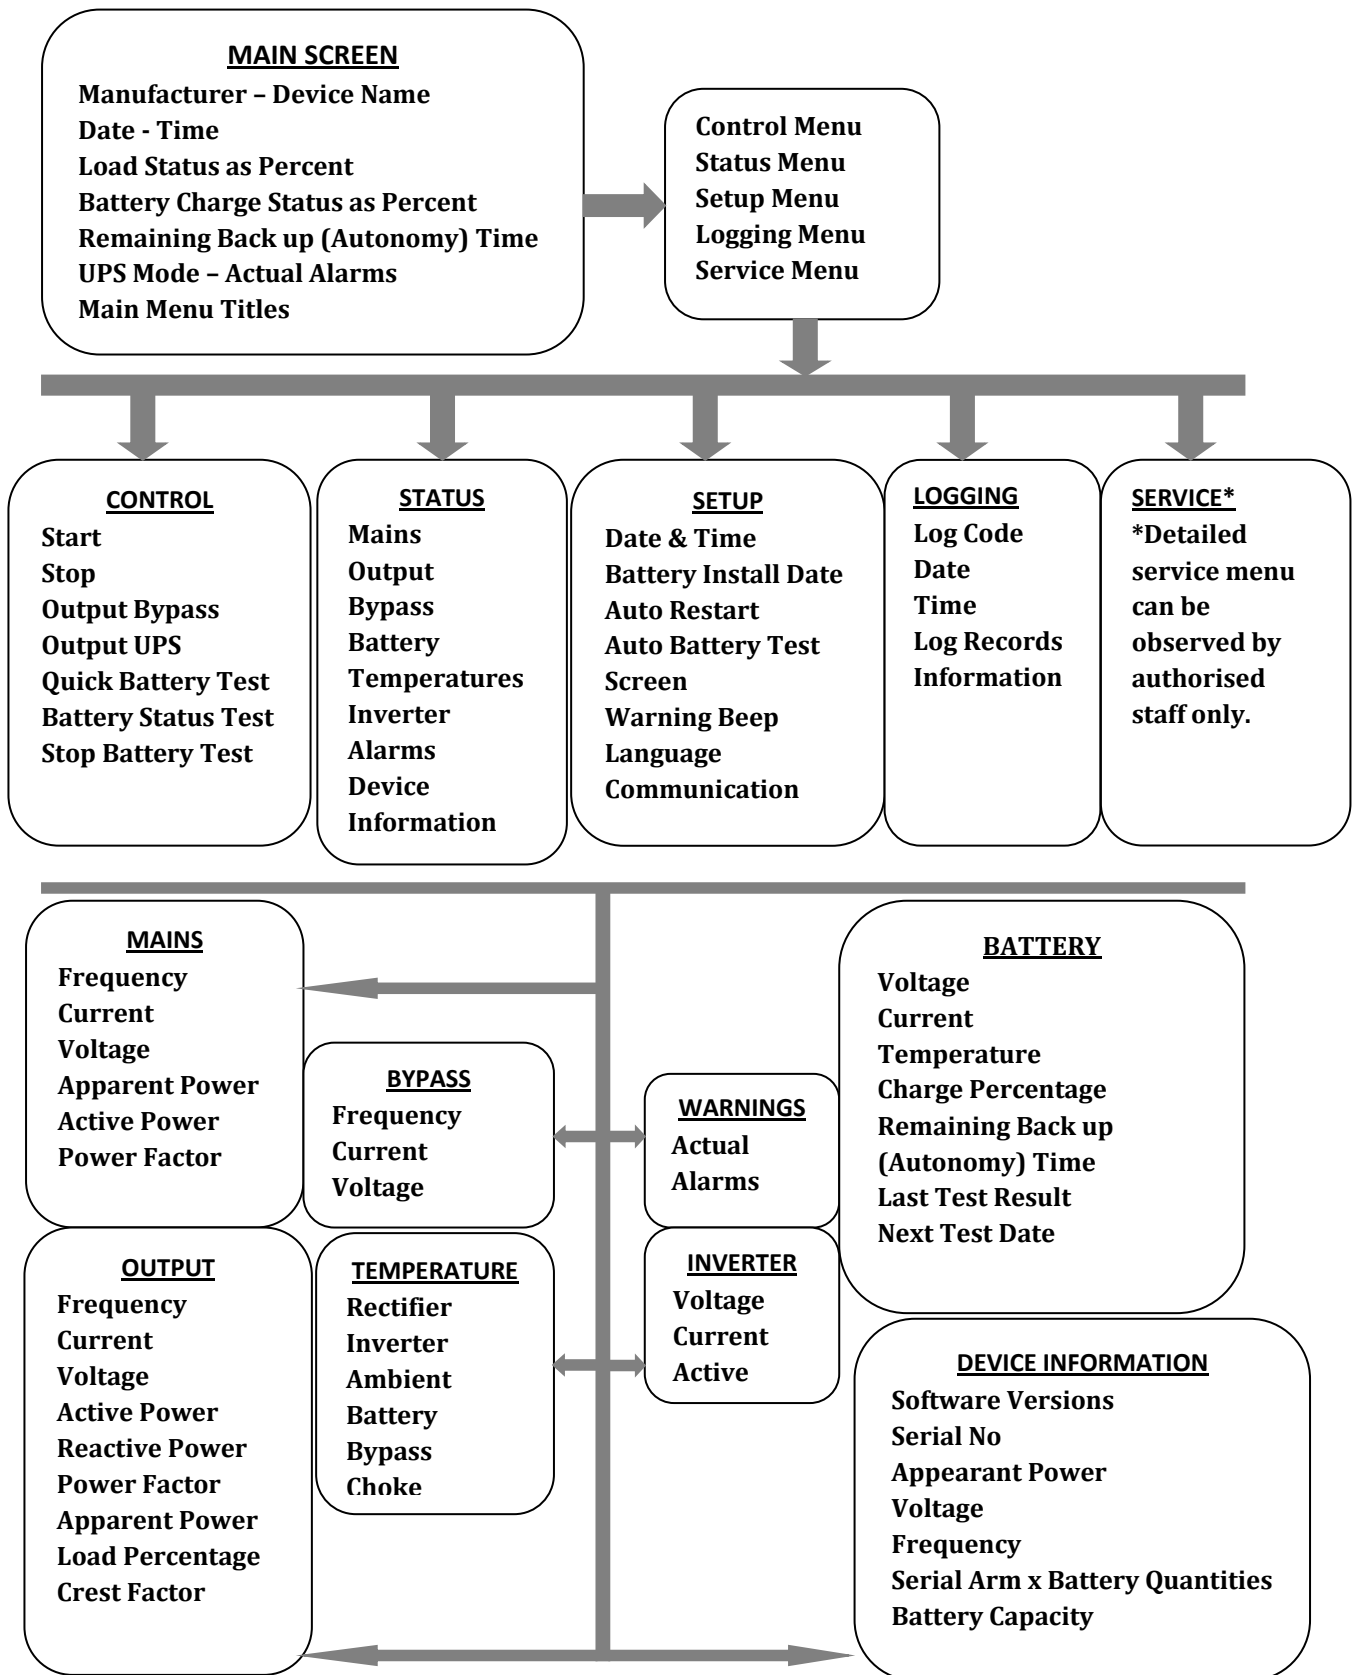 MAIN SCREEN
Manufacturer – Device Name
Date - Time
Load Status as Percent
Battery Charge Status as Percent
Remaining Back up (Autonomy) Time
UPS Mode – Actual Alarms
Main Menu Titles
Control Menu
Status Menu
Setup Menu
Logging Menu
Service Menu
CONTROL
Start
Stop
Output Bypass
Output UPS
Quick Battery Test
Battery Status Test
Stop Battery Test
STATUS
Mains
Output
Bypass
Battery
Temperatures
Inverter
Alarms
Device
Information
SETUP
Date & Time
Battery Install Date
Auto Restart
Auto Battery Test
Screen
Warning Beep
Language
Communication
LOGGING
Log Code
Date
Time
Log Records
Information
SERVICE*
*Detailed
service menu
can be
observed by
authorised
staff only.
MAINS
Frequency
Current
Voltage
Apparent Power
Active Power
Power Factor
BYPASS
Frequency
Current
Voltage
WARNINGS
Actual
Alarms
BATTERY
Voltage
Current
Temperature
Charge Percentage
Remaining Back up
(Autonomy) Time
Last Test Result
Next Test Date
OUTPUT
Frequency
Current
Voltage
Active Power
Reactive Power
Power Factor
Apparent Power
Load Percentage
Crest Factor
TEMPERATURE
Rectifier
Inverter
Ambient
Battery
Bypass
Choke
INVERTER
Voltage
Current
Active
DEVICE INFORMATION
Software Versions
Serial No
Appearant Power
Voltage
Frequency
Serial Arm x Battery Quantities
Battery Capacity